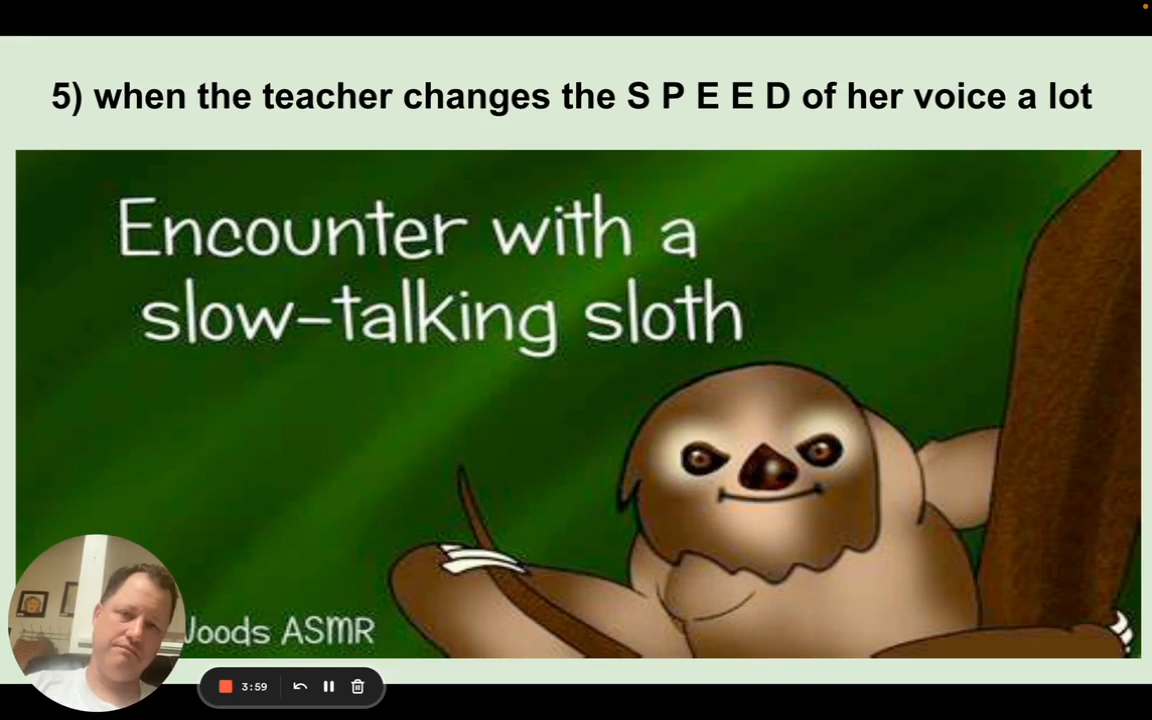 5) when the teacher changes the S P E E D of her voice a lot
Encounter with a
slow-talking sloth
oods ASMR
3:59